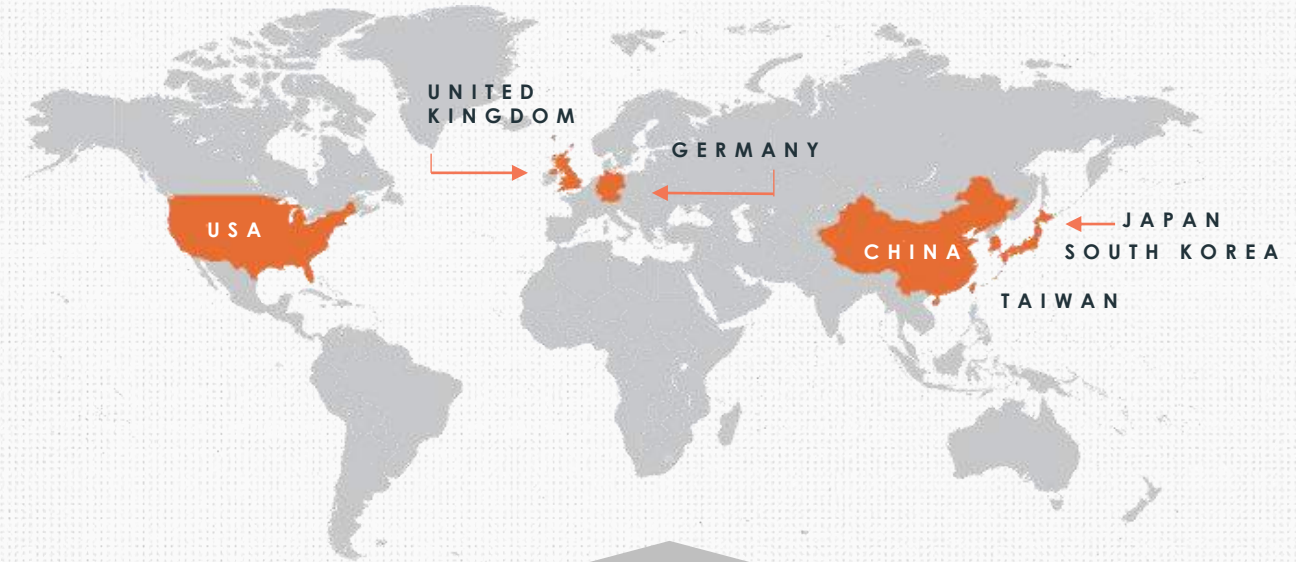 UNITED
KINGDOM
GERMANY
USA
JAPAN
CHINA
SOUTH KOREA
TAIWAN